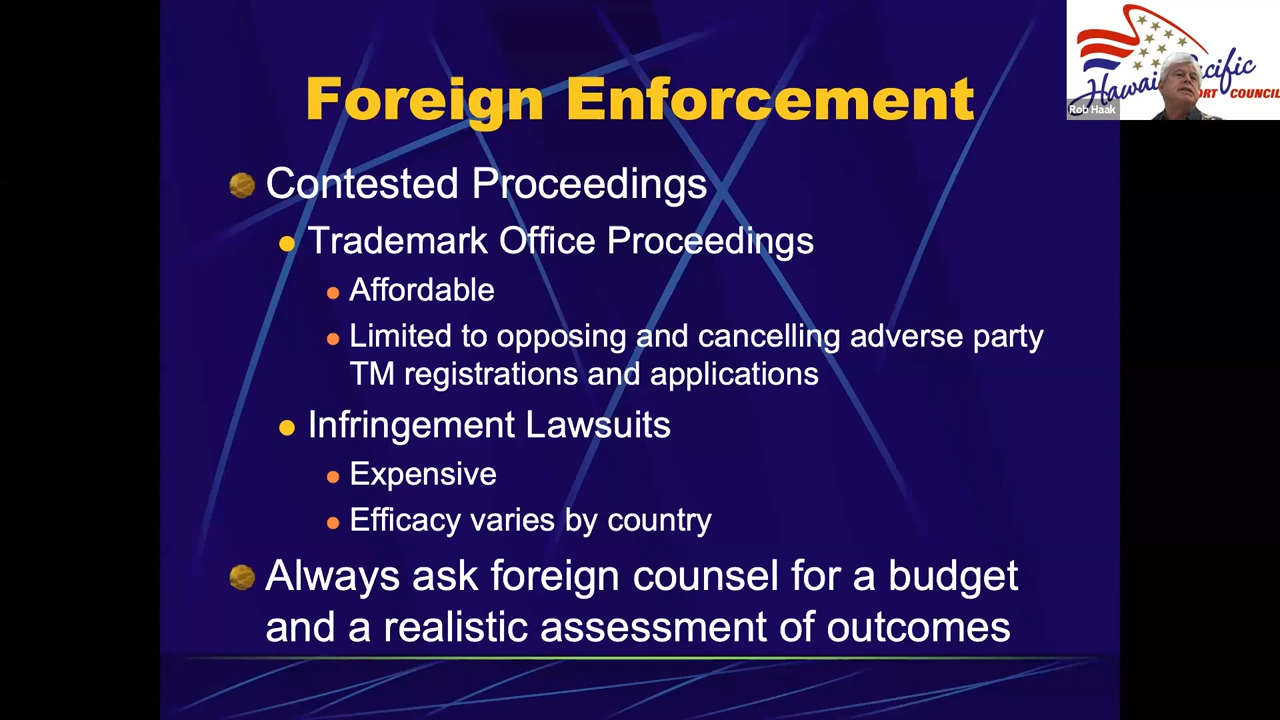 Foreign Enforcement
Contested Proceedings
Trademark Office Proceedings
Affordable
Limited to opposing and cancelling adverse party
TM registrations and applications
Infringement Lawsuits
Expensive
Efficacy varies by country
Always ask foreign counsel for a budget
and a realistic assessment of outcomes
Rob Haak
COUNCIL